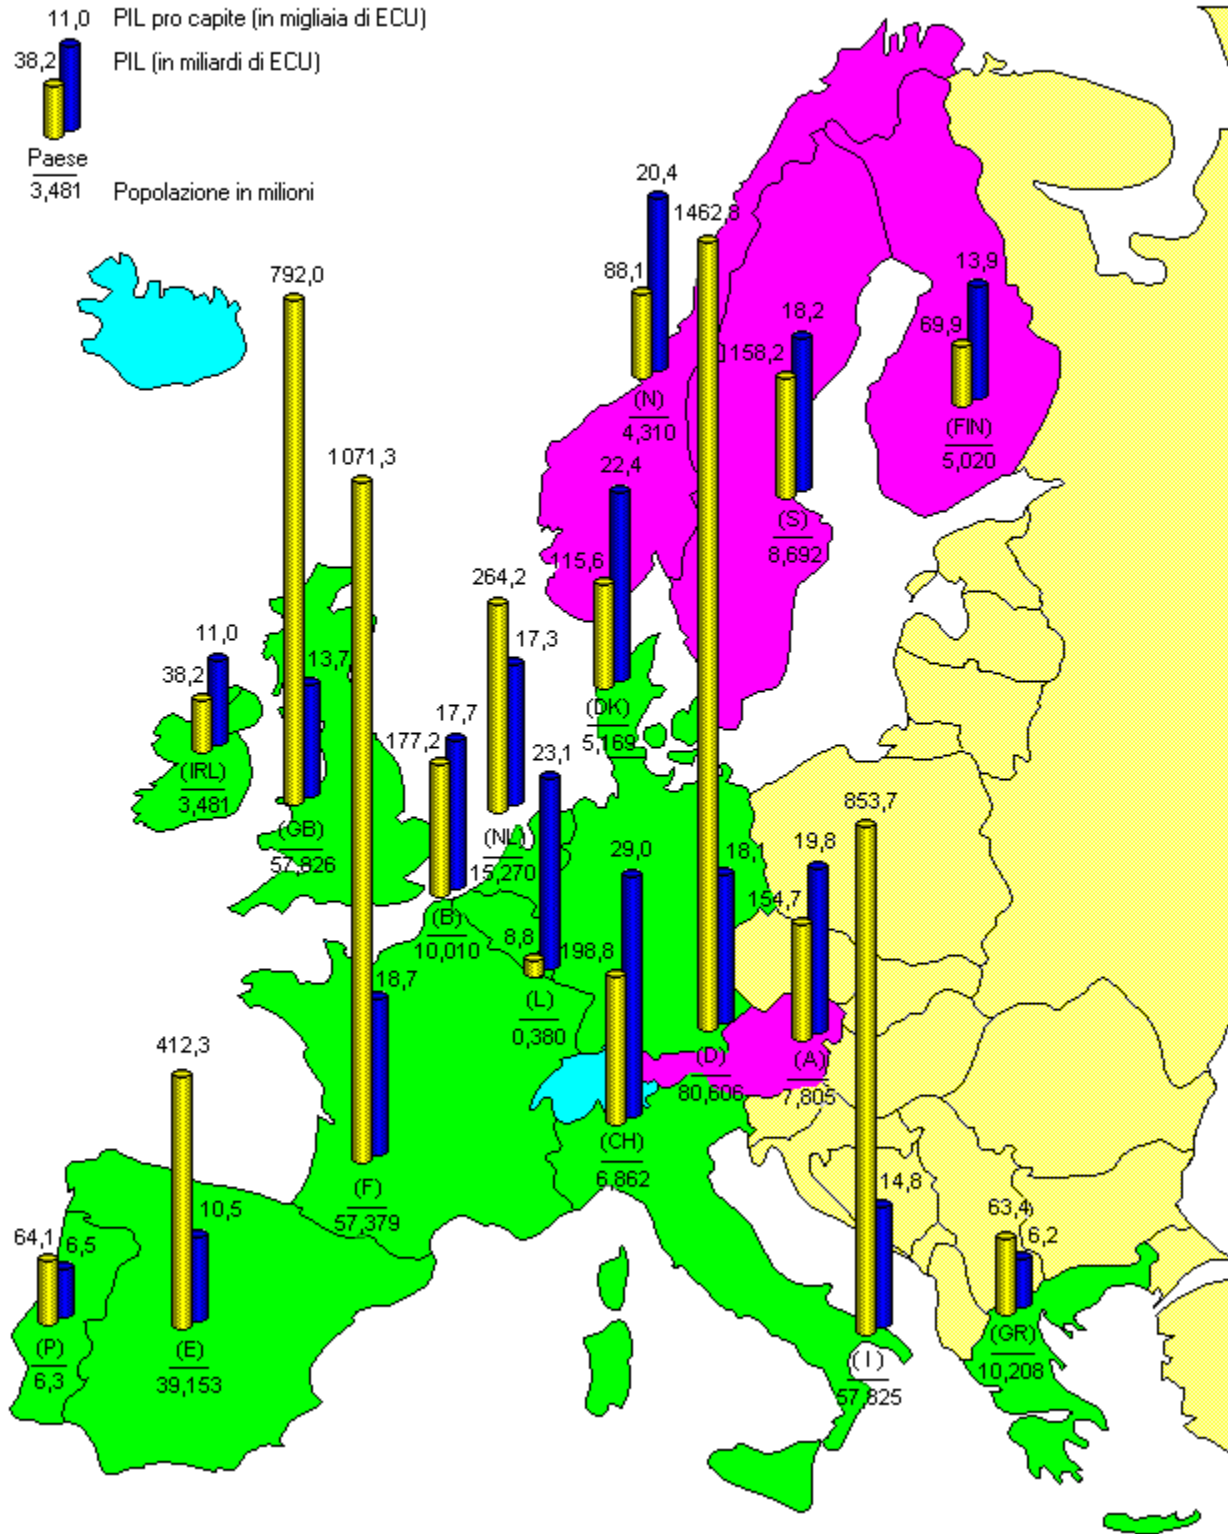 11,0 PIL pro capite (in migliaia di ECU)
38,2 PIL (in miliardi di ECU)
Paese
3,481 Popolazione in milioni
20,4
88,1
(N)
4,310
1462,8
18,1
(D)
80,606
13,9
69,9
(FIN)
5,020
18,2
158,2
(S)
8,692
792,0
13,7
(GB)
57,826
1071,3
18,7
(F)
57,379
22,4
115,6
(DK)
5,169
264,2
17,3
(NL)
15,270
11,0
38,2
(IRL)
3,481
17,7
177,2
(B)
10,010
23,1
8,8
(L)
0,380
29,0
198,8
(CH)
6,862
19,8
154,7
(A)
7,805
853,7
14,8
(I)
57,825
412,3
10,5
(E)
39,153
64,1
6,5
(P)
6,3
63,4
6,2
(GR)
10,208